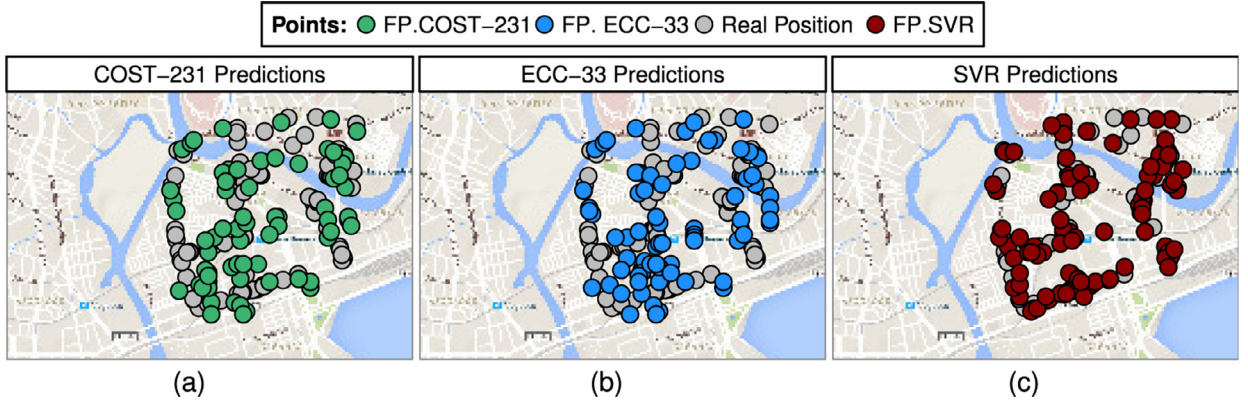 Points: FP.COST−231 FP. ECC−33 Real Position FP.SVR
COST−231 Predictions
ECC−33 Predictions
SVR Predictions
(a)
(b)
(c)